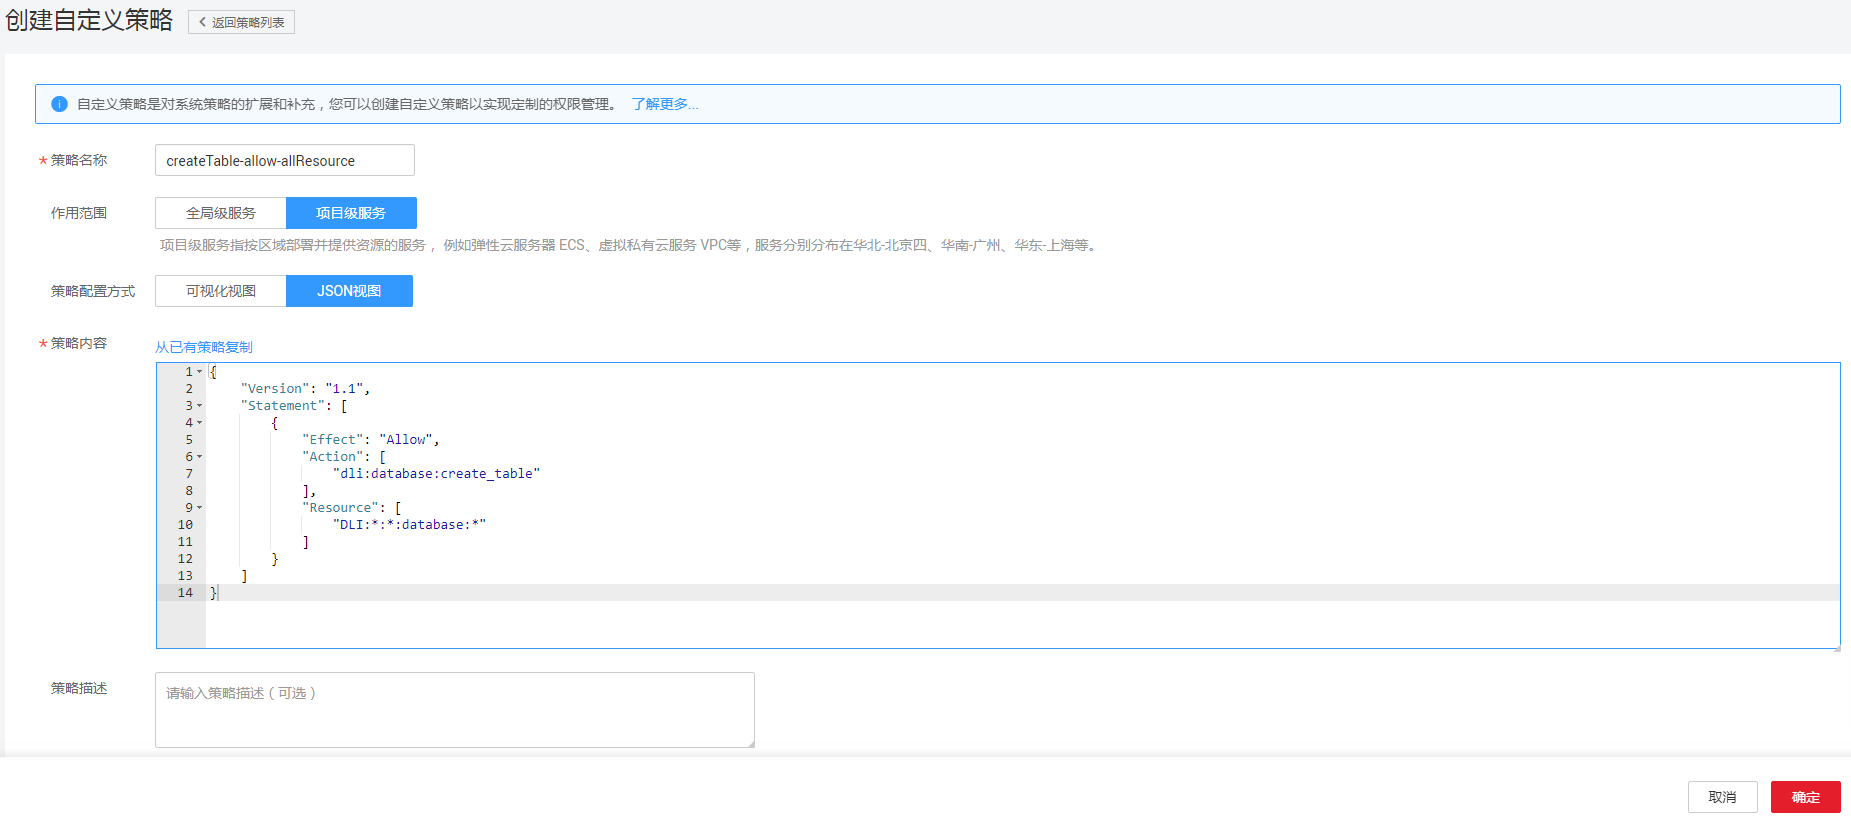 创建自定义策略 返回策略列表
自定义策略是对系统策略的扩展和补充，您可以创建自定义策略以实现定制的权限管理。 了解更多...
* 策略名称 createTable-allow-allResource
作用范围 全局级服务 项目级服务
项目级服务指按区域部署并提供资源的服务， 例如弹性云服务器 ECS、虚拟私有云服务 VPC等，服务分别分布在华北-北京四、华南-广州、华东-上海等。
策略配置方式 可视化视图 JSON视图
* 策略内容 从已有策略复制
1 {
2 "Version": "1.1",
3 "Statement": [
4 {
5 "Effect": "Allow",
6 "Action": [
7 "dli:database:create_table"
8 ],
9 "Resource": [
10 "DLI:*:*:database:*"
11 ]
12 }
13 ]
14 }
策略描述 请输入策略描述（可选）
取消 确定